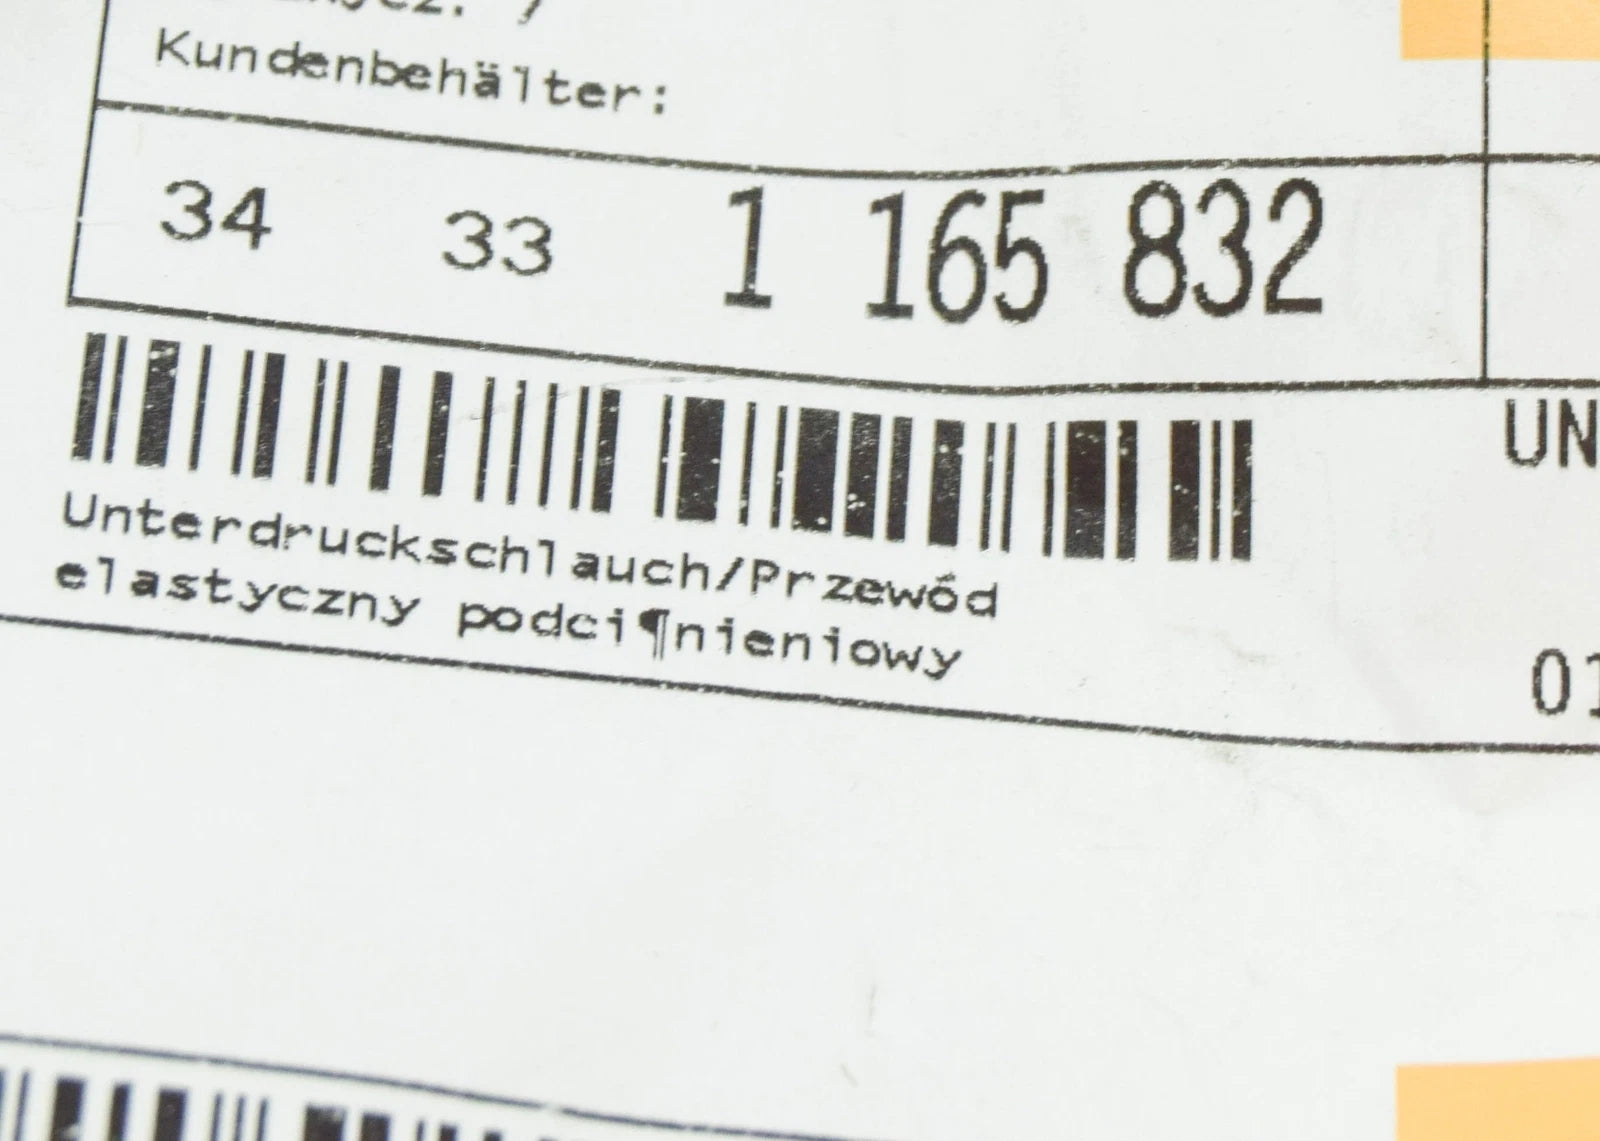 Kundenbehälter:
34 33 1 165 832
UN
Unterdruckschlauch/Przewód
elastyczny podci¶nieniowy
01